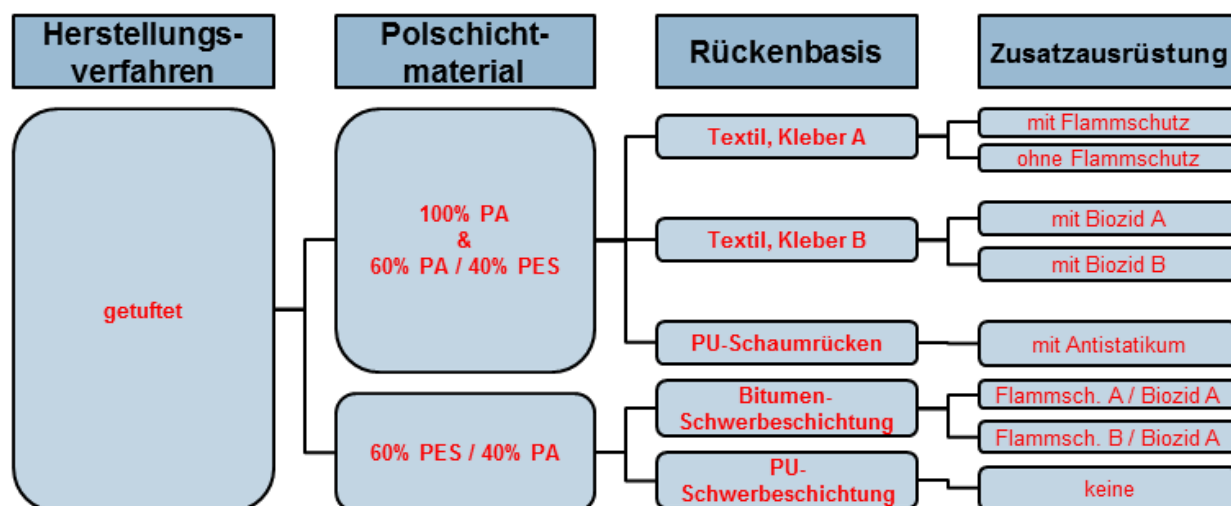 Herstellungs-
verfahren
Polschicht-
material
Rückenbasis
Zusatzausrüstung
getuftet
100% PA
&
60% PA / 40% PES
60% PES / 40% PA
Textil, Kleber A
Textil, Kleber B
PU-Schaumrücken
Bitumen-
Schwerbeschichtung
PU-
Schwerbeschichtung
mit Flammschutz
ohne Flammschutz
mit Biozid A
mit Biozid B
mit Antistatikum
Flammsch. A / Biozid A
Flammsch. B / Biozid A
keine